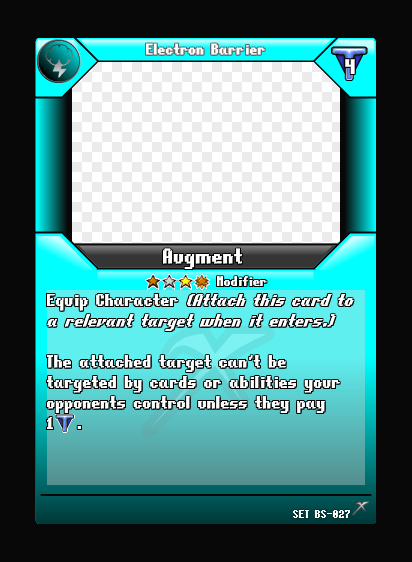 Electron Barrier
4
Augment
Modifier
Equip Character (Attach this card to
a relevant target when it enters.)
The attached target can't be
targeted by cards or abilities your
opponents control unless they pay
1.
SET BS-027